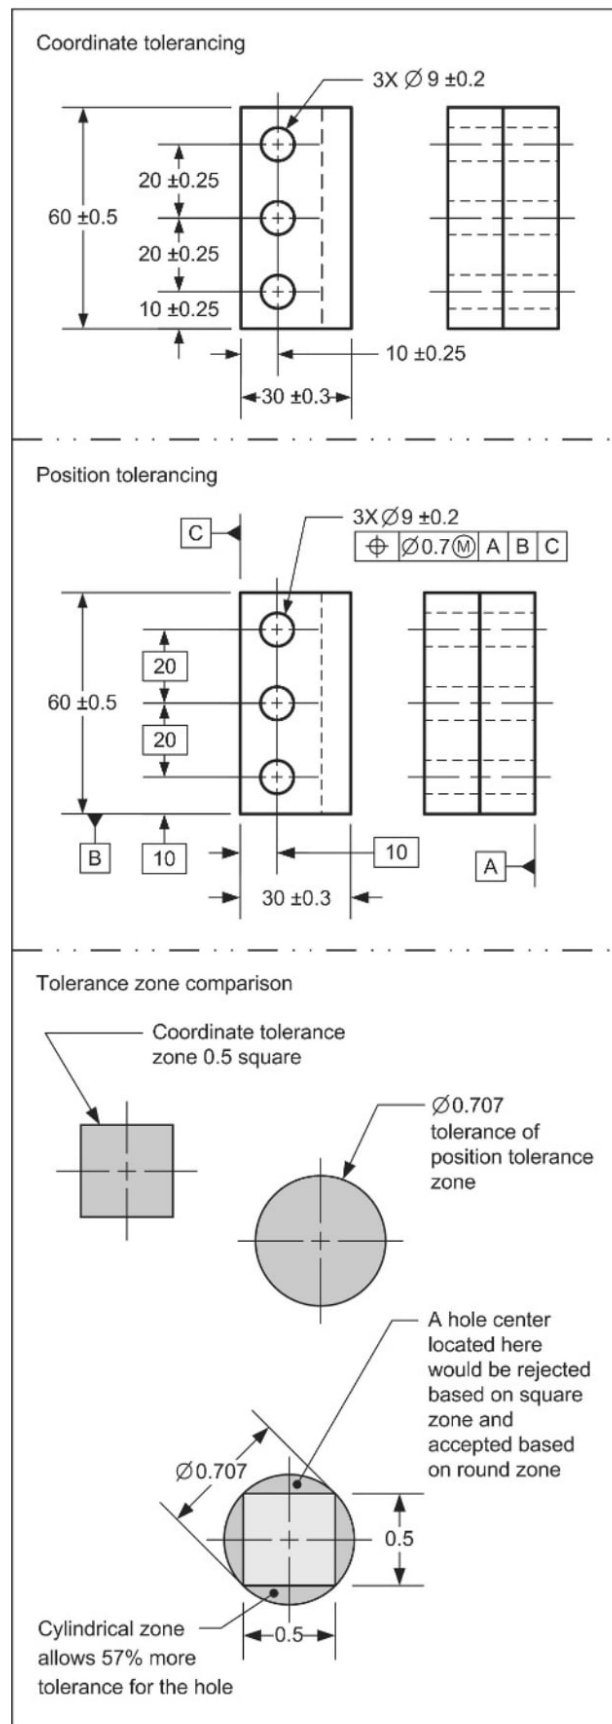 Coordinate tolerancing
3X Ø 9 ±0.2
20 ±0.25
60 ±0.5
20 ±0.25
10 ±0.25
10 ±0.25
30 ±0.3
Position tolerancing
C
3X Ø9 ±0.2
⌖ Ø0.7Ⓜ A B C
20
60 ±0.5
20
B
10
10
A
30 ±0.3
Tolerance zone comparison
Coordinate tolerance
zone 0.5 square
Ø0.707
tolerance of
position tolerance
zone
A hole center
located here
would be rejected
based on square
zone and
accepted based
on round zone
Ø0.707
0.5
0.5
Cylindrical zone
allows 57% more
tolerance for the hole